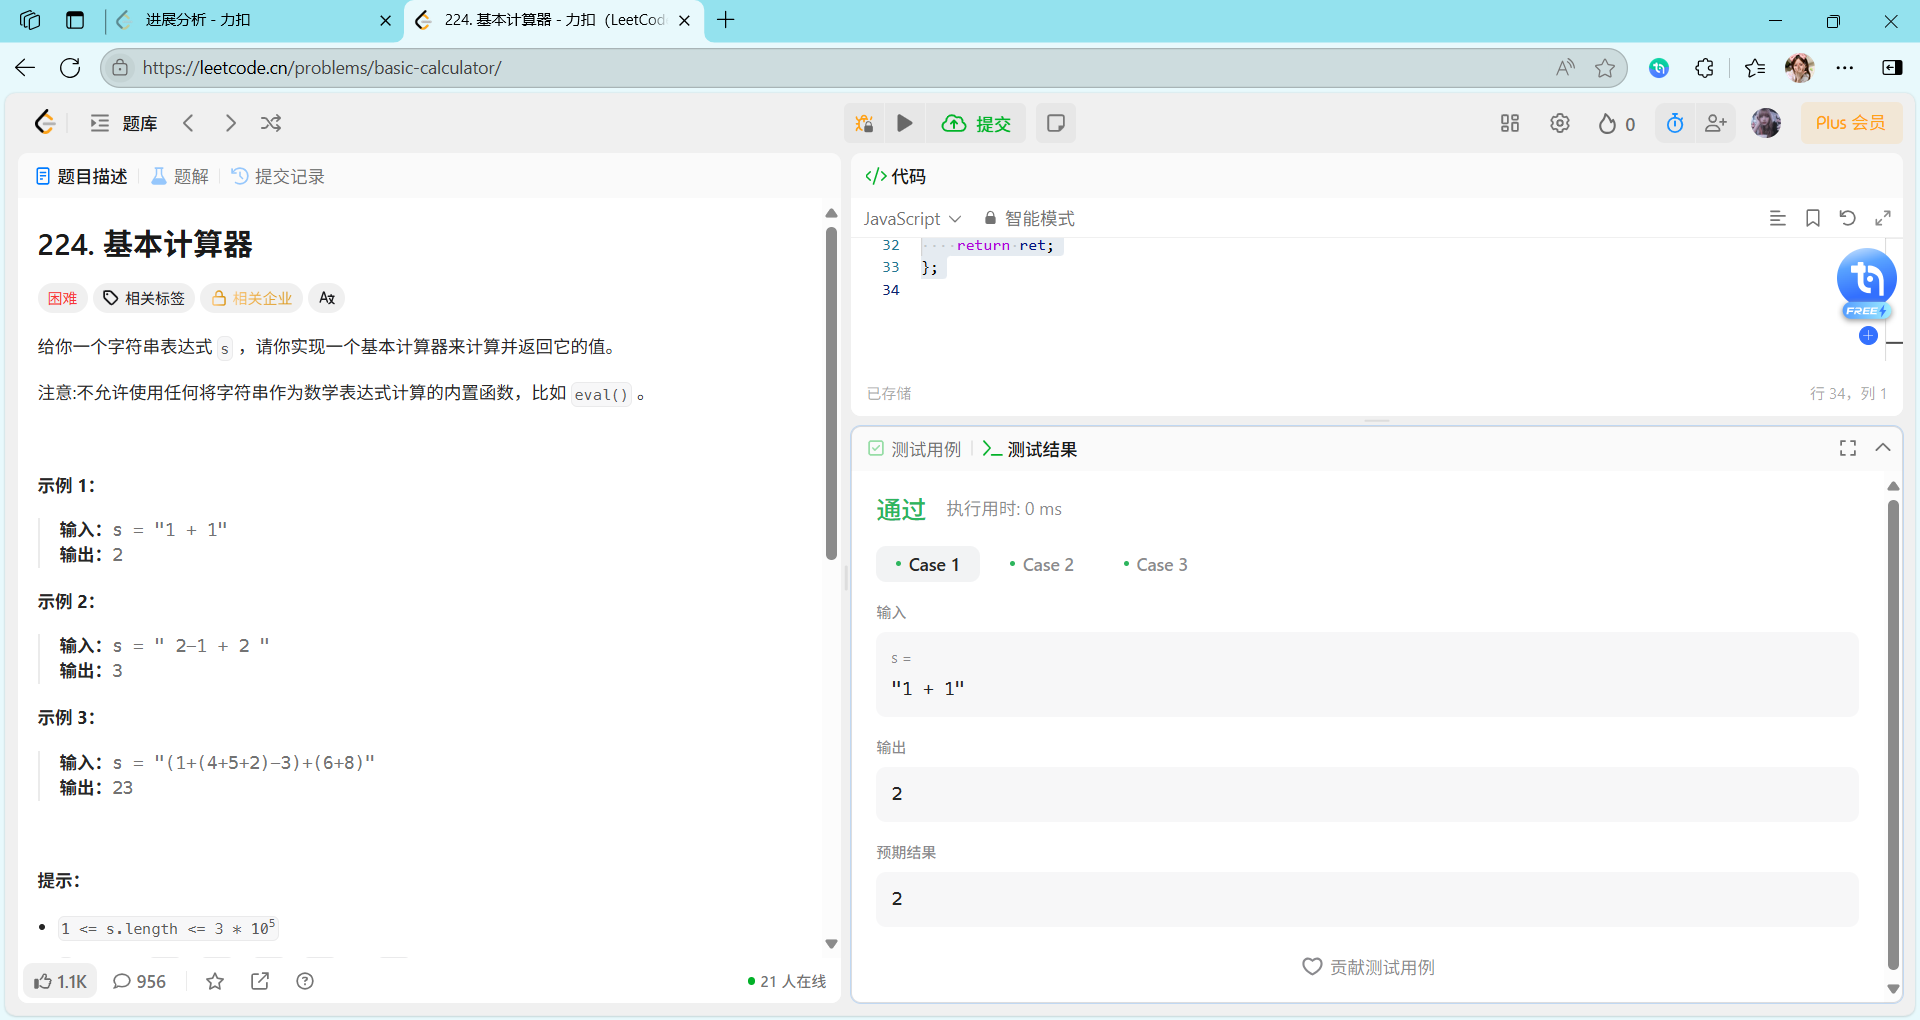 进展分析 - 力扣
224. 基本计算器 - 力扣 (LeetCod
https://leetcode.cn/problems/basic-calculator/
题库
提交
0
Plus 会员
题目描述
题解
提交记录
224. 基本计算器
困难
相关标签
相关企业
给你一个字符串表达式 s ，请你实现一个基本计算器来计算并返回它的值。
注意:不允许使用任何将字符串作为数学表达式计算的内置函数，比如 eval() 。
示例 1：
输入：s = "1 + 1"
输出：2
示例 2：
输入：s = " 2-1 + 2 "
输出：3
示例 3：
输入：s = "(1+(4+5+2)-3)+(6+8)"
输出：23
提示：
1 <= s.length <= 3 * 10⁵
1.1K
956
21 人在线
</> 代码
JavaScript
智能模式
32 return ret;
33 };
34
FREE
已存储
行 34，列 1
测试用例
测试结果
通过
执行用时: 0 ms
Case 1
Case 2
Case 3
输入
s =
"1 + 1"
输出
2
预期结果
2
贡献测试用例